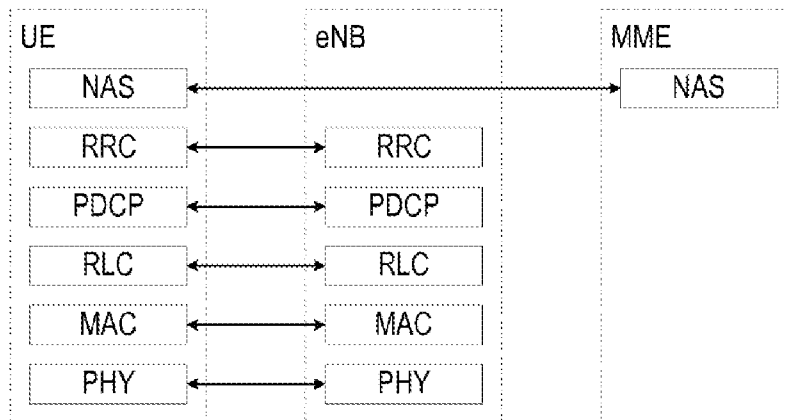 UE eNB MME
NAS NAS
RRC RRC
PDCP PDCP
RLC RLC
MAC MAC
PHY PHY